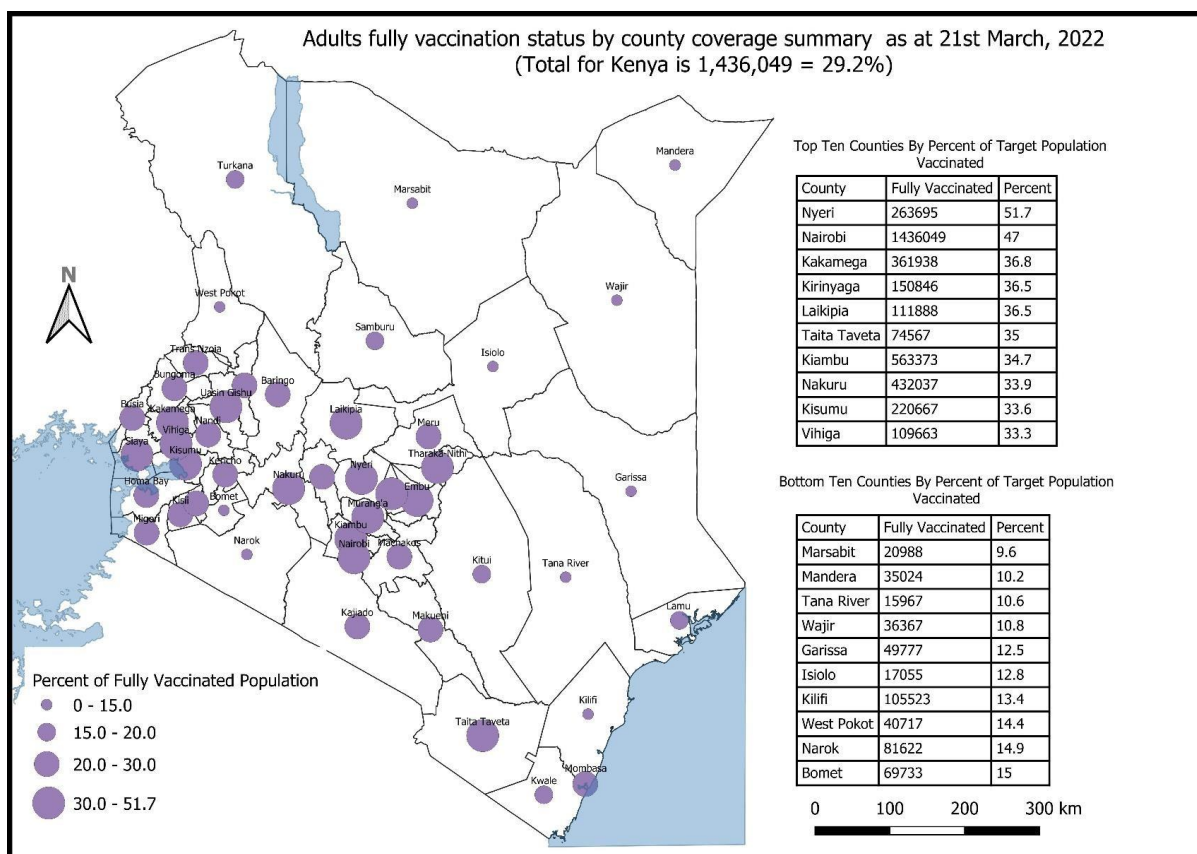 Adults fully vaccination status by county coverage summary as at 21st March, 2022
(Total for Kenya is 1,436,049 = 29.2%)
Turkana
Marsabit
Mandera
Wajir
West Pokot
Samburu
Isiolo
Trans Nzoia
Bungoma
Baringo
Uasin Gishu
Busia
Kakamega
Laikipia
Nandi
Vihiga
Meru
Siaya
Tharaka-Nithi
Kisumu
Kericho
Nakuru
Nyeri
Garissa
Homa Bay
Bomet
Embu
Kisii
Murang'a
Migori
Kiambu
Narok
Nairobi
Machakos
Kitui
Tana River
Kajiado
Makueni
Lamu
Kilifi
Taita Taveta
Mombasa
Kwale
N
Percent of Fully Vaccinated Population
0 - 15.0
15.0 - 20.0
20.0 - 30.0
30.0 - 51.7
Top Ten Counties By Percent of Target Population
Vaccinated
County Fully Vaccinated Percent
Nyeri 263695 51.7
Nairobi 1436049 47
Kakamega 361938 36.8
Kirinyaga 150846 36.5
Laikipia 111888 36.5
Taita Taveta 74567 35
Kiambu 563373 34.7
Nakuru 432037 33.9
Kisumu 220667 33.6
Vihiga 109663 33.3
Bottom Ten Counties By Percent of Target Population
Vaccinated
County Fully Vaccinated Percent
Marsabit 20988 9.6
Mandera 35024 10.2
Tana River 15967 10.6
Wajir 36367 10.8
Garissa 49777 12.5
Isiolo 17055 12.8
Kilifi 105523 13.4
West Pokot 40717 14.4
Narok 81622 14.9
Bomet 69733 15
0 100 200 300 km